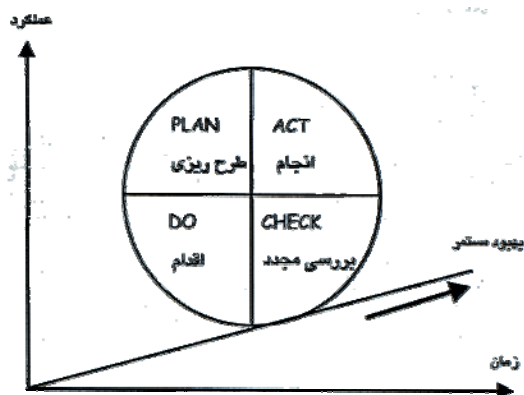 عملکرد
PLAN
طرح ریزی
ACT
انجام
DO
اقدام
CHECK
بررسی مجدد
بهبود مستمر
زمان